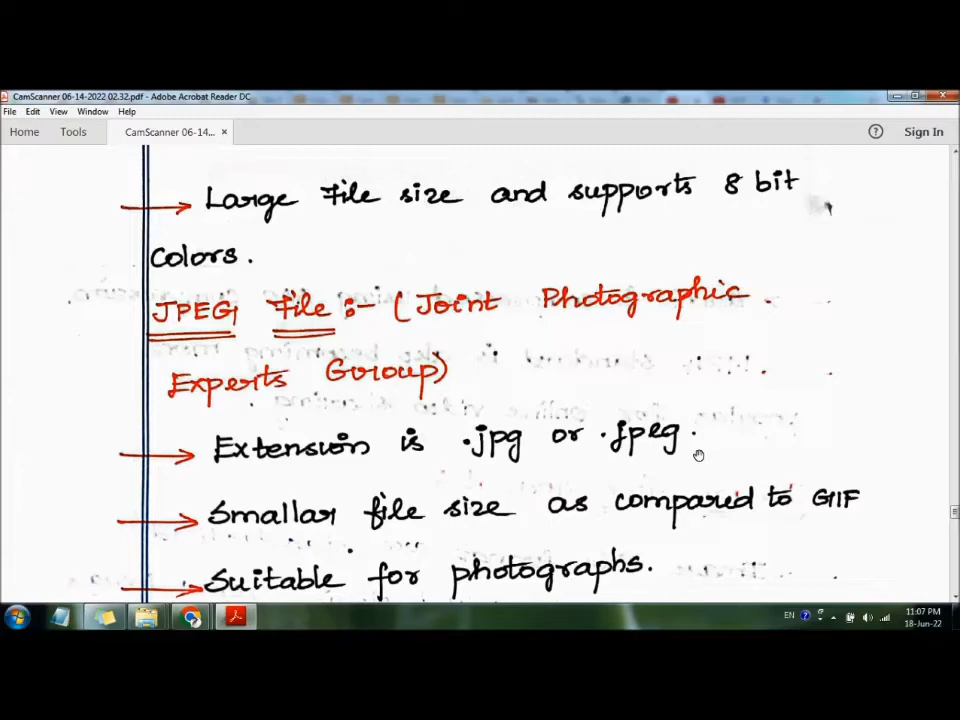 CamScanner 06-14-2022 02.32.pdf - Adobe Acrobat Reader DC
File Edit View Window Help
Home Tools CamScanner 06-14... × ? Sign In
→ Large File size and supports 8 bit
colors.
JPEG File :- (Joint Photographic
Experts Group)
→ Extension is .jpg or .jpeg.
→ Smallar file size as compared to GIF
→ Suitable for photographs.
EN 11:07 PM
18-Jun-22